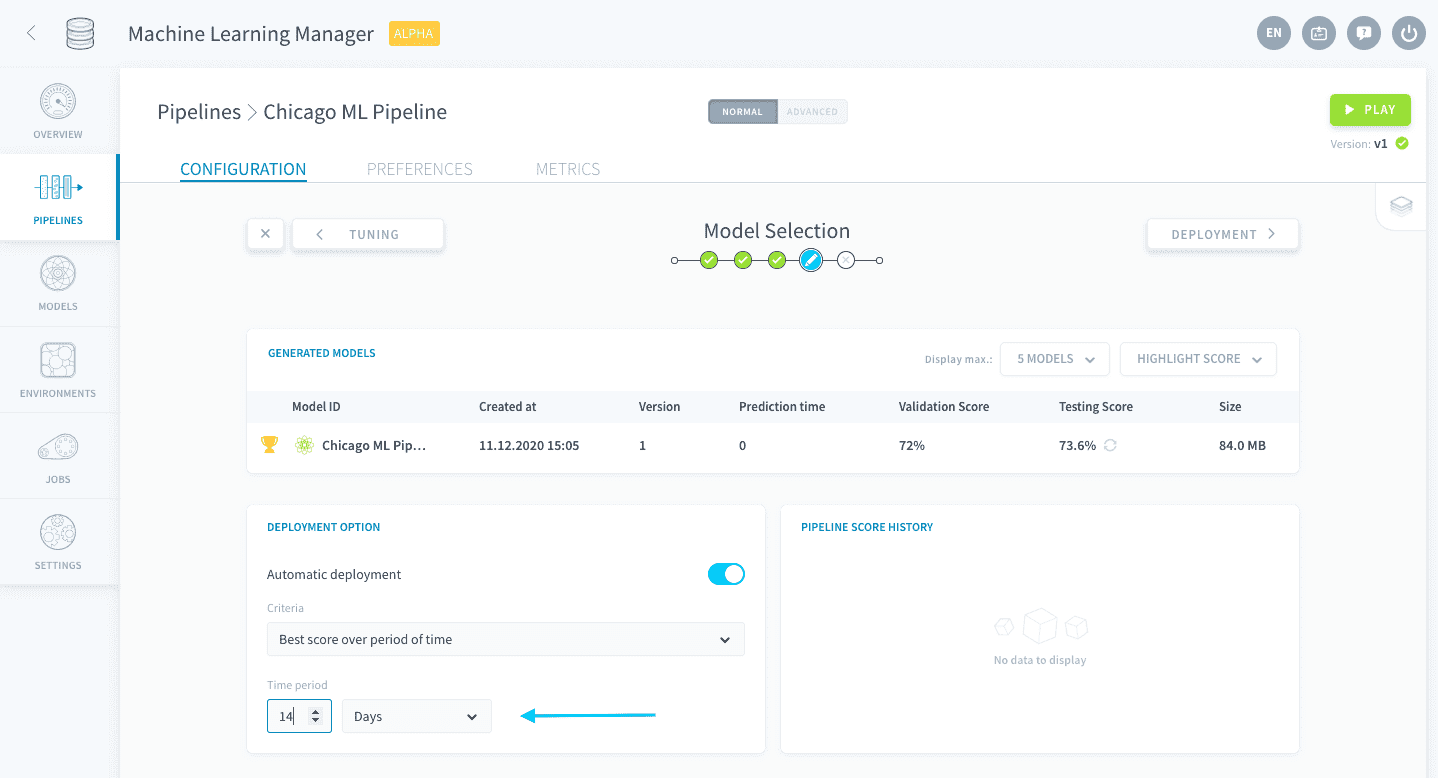 Machine Learning Manager ALPHA
EN
OVERVIEW
PIPELINES
MODELS
ENVIRONMENTS
JOBS
SETTINGS
Pipelines > Chicago ML Pipeline
NORMAL ADVANCED
PLAY
Version: v1
CONFIGURATION PREFERENCES METRICS
TUNING
Model Selection
DEPLOYMENT
GENERATED MODELS
Display max.: 5 MODELS HIGHLIGHT SCORE
Model ID Created at Version Prediction time Validation Score Testing Score Size
Chicago ML Pip... 11.12.2020 15:05 1 0 72% 73.6% 84.0 MB
DEPLOYMENT OPTION
Automatic deployment
Criteria
Best score over period of time
Time period
14 Days
PIPELINE SCORE HISTORY
No data to display